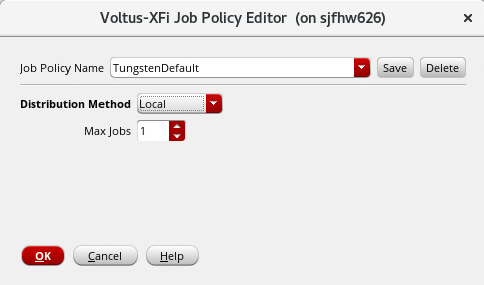 Voltus-XFi Job Policy Editor (on sjfhw626)
Job Policy Name TungstenDefault Save Delete
Distribution Method Local
Max Jobs 1
OK Cancel Help